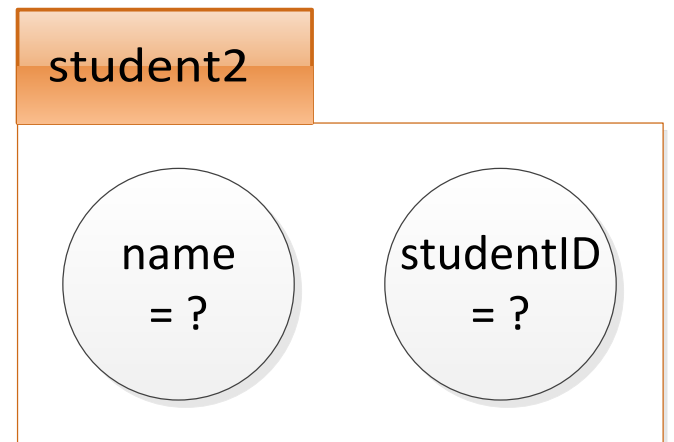 student2
name
= ?
studentID
= ?